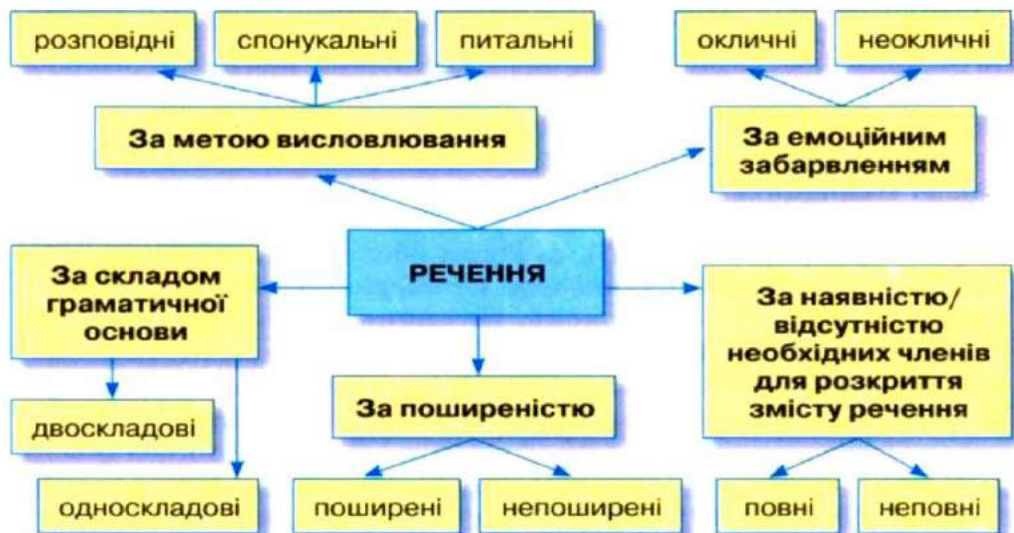 розповідні
спонукальні
питальні
окличні
неокличні
За метою висловлювання
За емоційним
забарвленням
РЕЧЕННЯ
За складом
граматичної
основи
За наявністю/
відсутністю
необхідних членів
для розкриття
змісту речення
За поширеністю
двоскладові
односкладові
поширені
непоширені
повні
неповні